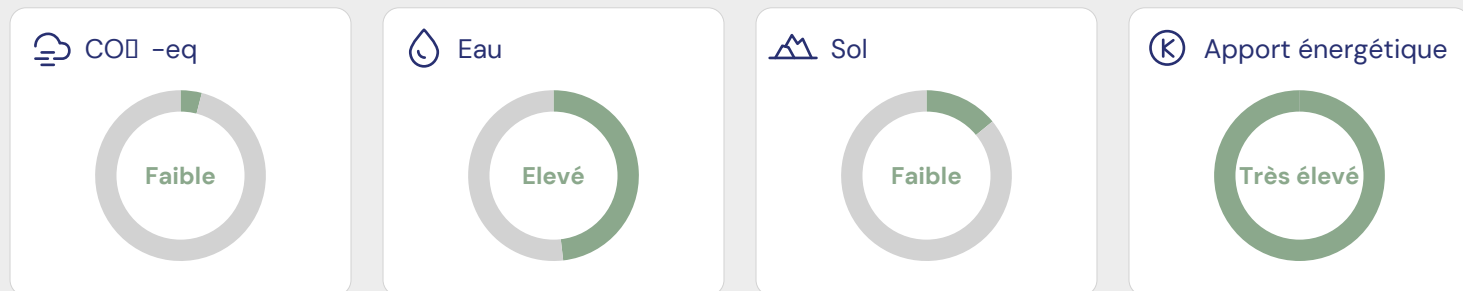 CO▯ -eq
Eau
Sol
Apport énergétique
Faible
Elevé
Faible
Très élevé